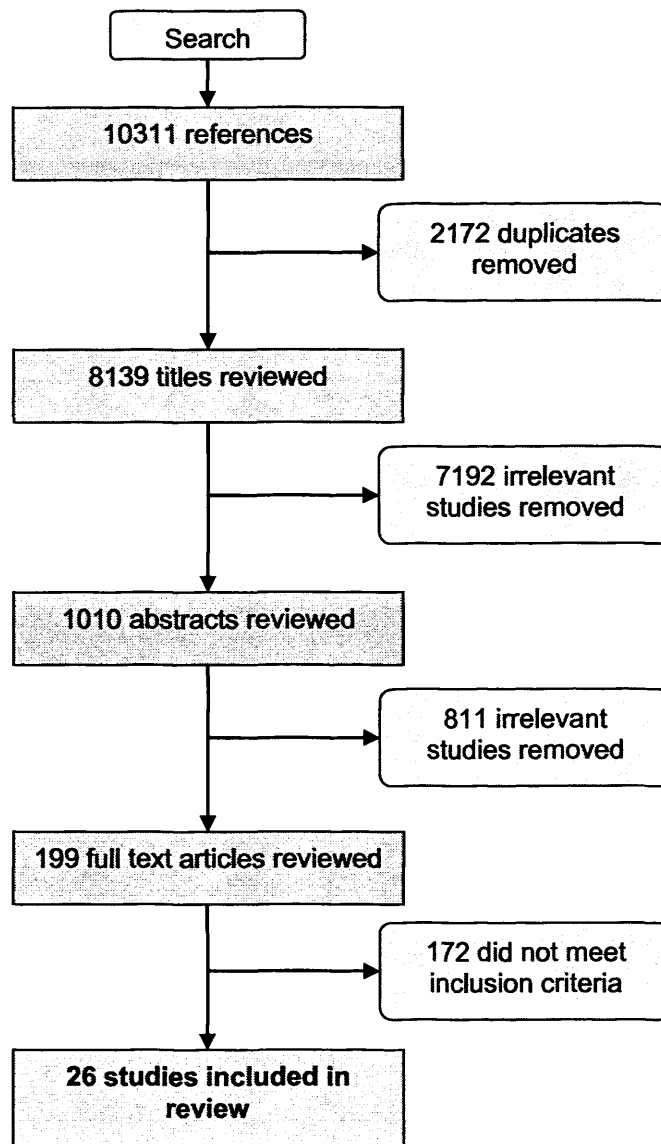 Search
10311 references
2172 duplicates
removed
8139 titles reviewed
7192 irrelevant
studies removed
1010 abstracts reviewed
811 irrelevant
studies removed
199 full text articles reviewed
172 did not meet
inclusion criteria
26 studies included in
review